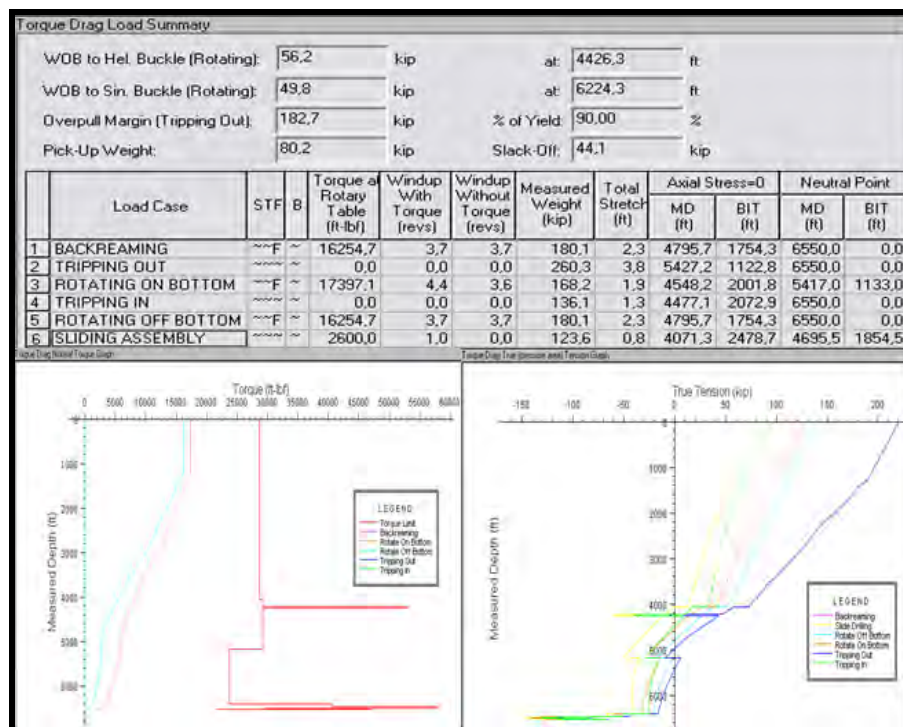 Torque Drag Load Summary
WOB to Hel. Buckle (Rotating): 56,2 kip at: 4426,3 ft
WOB to Sin. Buckle (Rotating): 49,8 kip at: 6224,3 ft
Overpull Margin (Tripping Out): 182,7 kip % of Yield: 90,00 %
Pick-Up Weight: 80,2 kip Slack-Off: 44,1 kip
Load Case STF B Torque at Rotary Table (ft-lbf) Windup With Torque (revs) Windup Without Torque (revs) Measured Weight (kip) Total Stretch (ft) Axial Stress=0 MD (ft) BIT (ft) Neutral Point MD (ft) BIT (ft)
1 BACKREAMING ~~F ~ 16254,7 3,7 3,7 180,1 2,3 4795,7 1754,3 6550,0 0,0
2 TRIPPING OUT ~~~ ~ 0,0 0,0 0,0 260,3 3,8 5427,2 1122,8 6550,0 0,0
3 ROTATING ON BOTTOM ~~F ~ 17397,1 4,4 3,6 168,2 1,9 4548,2 2001,8 5417,0 1133,0
4 TRIPPING IN ~~~ ~ 0,0 0,0 0,0 136,1 1,3 4477,1 2072,9 6550,0 0,0
5 ROTATING OFF BOTTOM ~~F ~ 16254,7 3,7 3,7 180,1 2,3 4795,7 1754,3 6550,0 0,0
6 SLIDING ASSEMBLY ~~~ ~ 2600,0 1,0 0,0 123,6 0,8 4071,3 2478,7 4695,5 1854,5
Torque (ft-lbf)
0 5000 10000 15000 20000 25000 30000 35000 40000 45000 50000 55000
Measured Depth (ft)
1000
2000
3000
4000
5000
LEGEND
Torque Limit
Backreaming
Rotate On Bottom
Rotate Off Bottom
Tripping Out
Tripping In
True Tension (kip)
-150 -100 -50 0 50 100 150 200
Measured Depth (ft)
1000
2000
3000
4000
5000
LEGEND
Backreaming
Slide Drilling
Rotate Off Bottom
Rotate On Bottom
Tripping Out
Tripping In